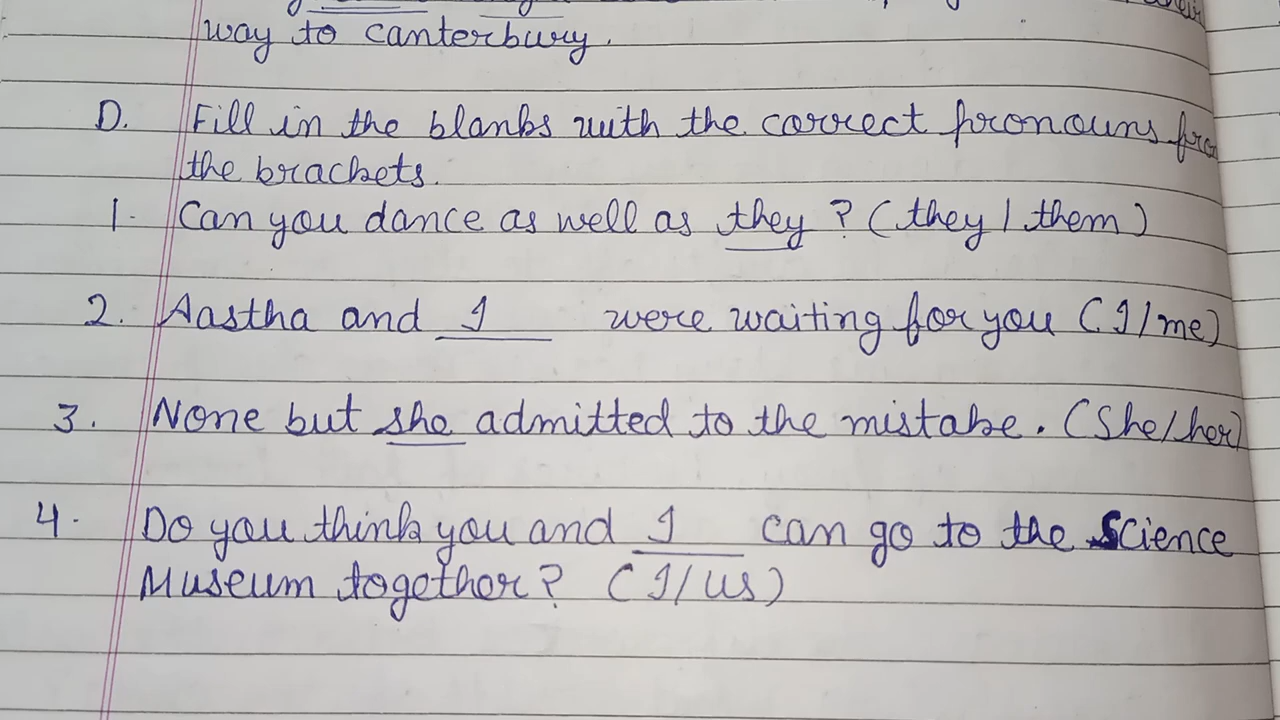 way to canterbury.
D. Fill in the blanks with the correct pronouns fro
the brackets.
1. Can you dance as well as they ? (they / them)
2. Aastha and I were waiting for you (I/me)
3. None but she admitted to the mistake. (She/her)
4. Do you think you and I can go to the Science
Museum together? (I/us)